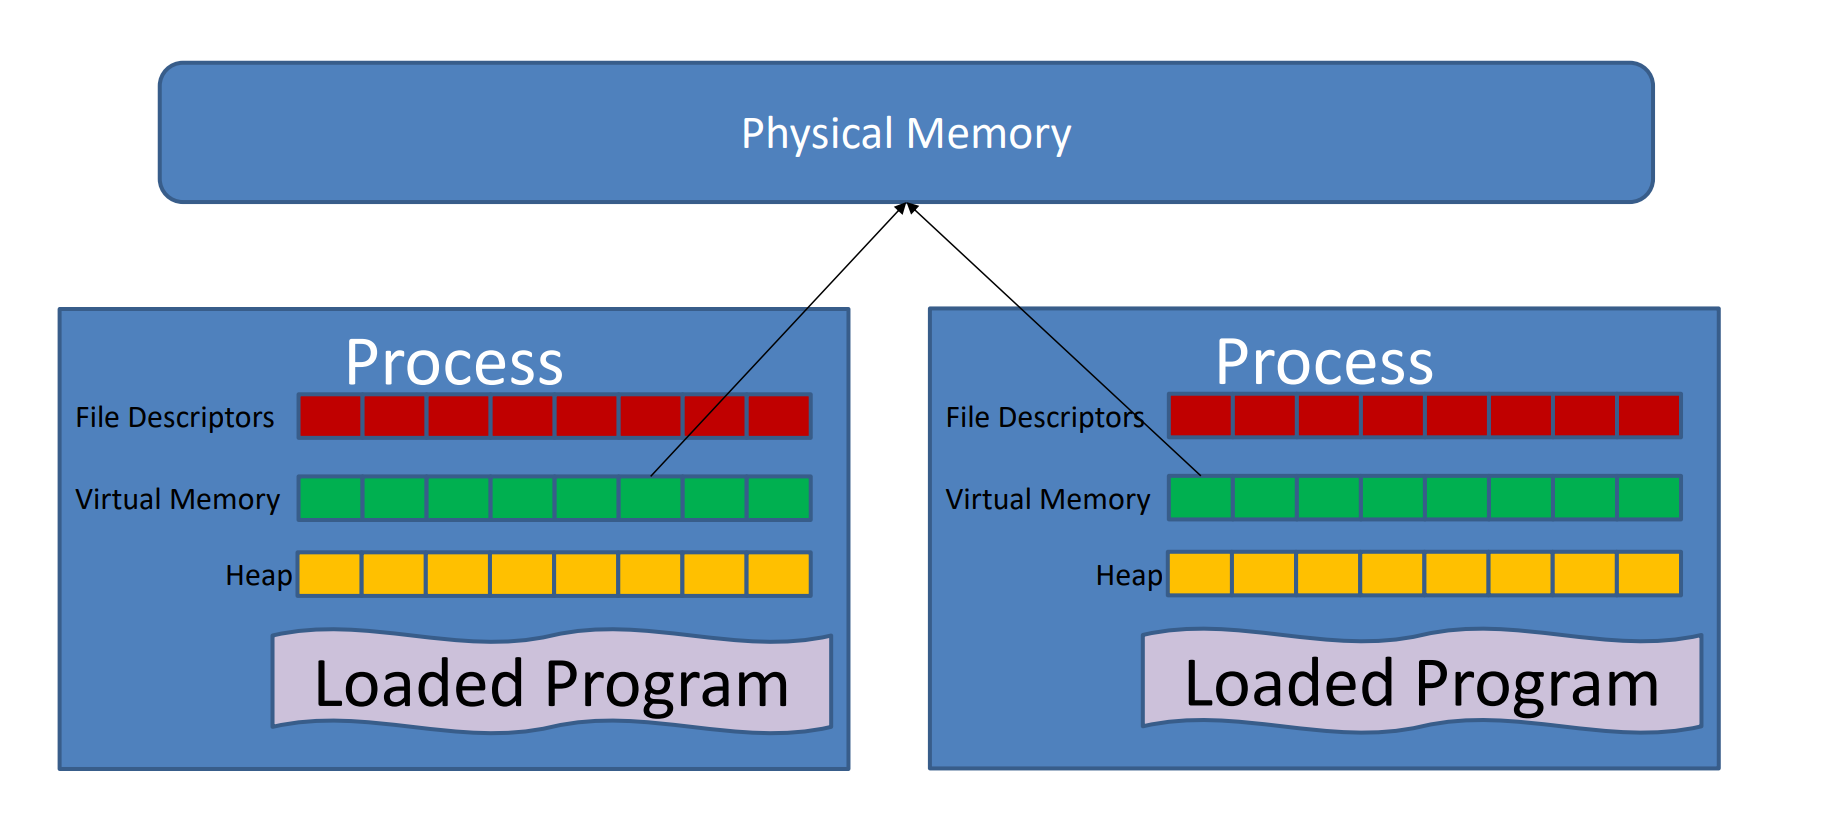 Physical Memory
Process
File Descriptors
Virtual Memory
Heap
Loaded Program
Process
File Descriptors
Virtual Memory
Heap
Loaded Program